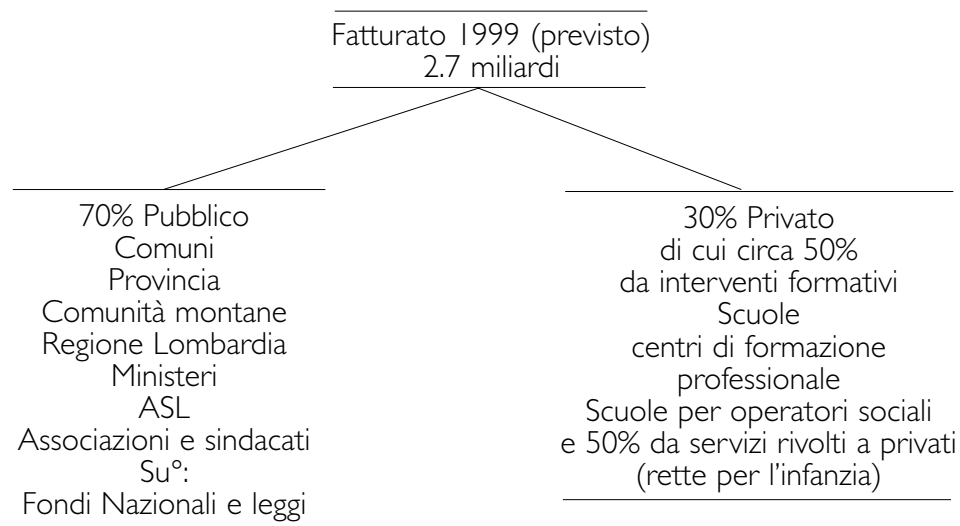 Fatturato 1999 (previsto)
2.7 miliardi
70% Pubblico
Comuni
Provincia
Comunità montane
Regione Lombardia
Ministeri
ASL
Associazioni e sindacati
Suº:
Fondi Nazionali e leggi
30% Privato
di cui circa 50%
da interventi formativi
Scuole
centri di formazione
professionale
Scuole per operatori sociali
e 50% da servizi rivolti a privati
(rette per l'infanzia)